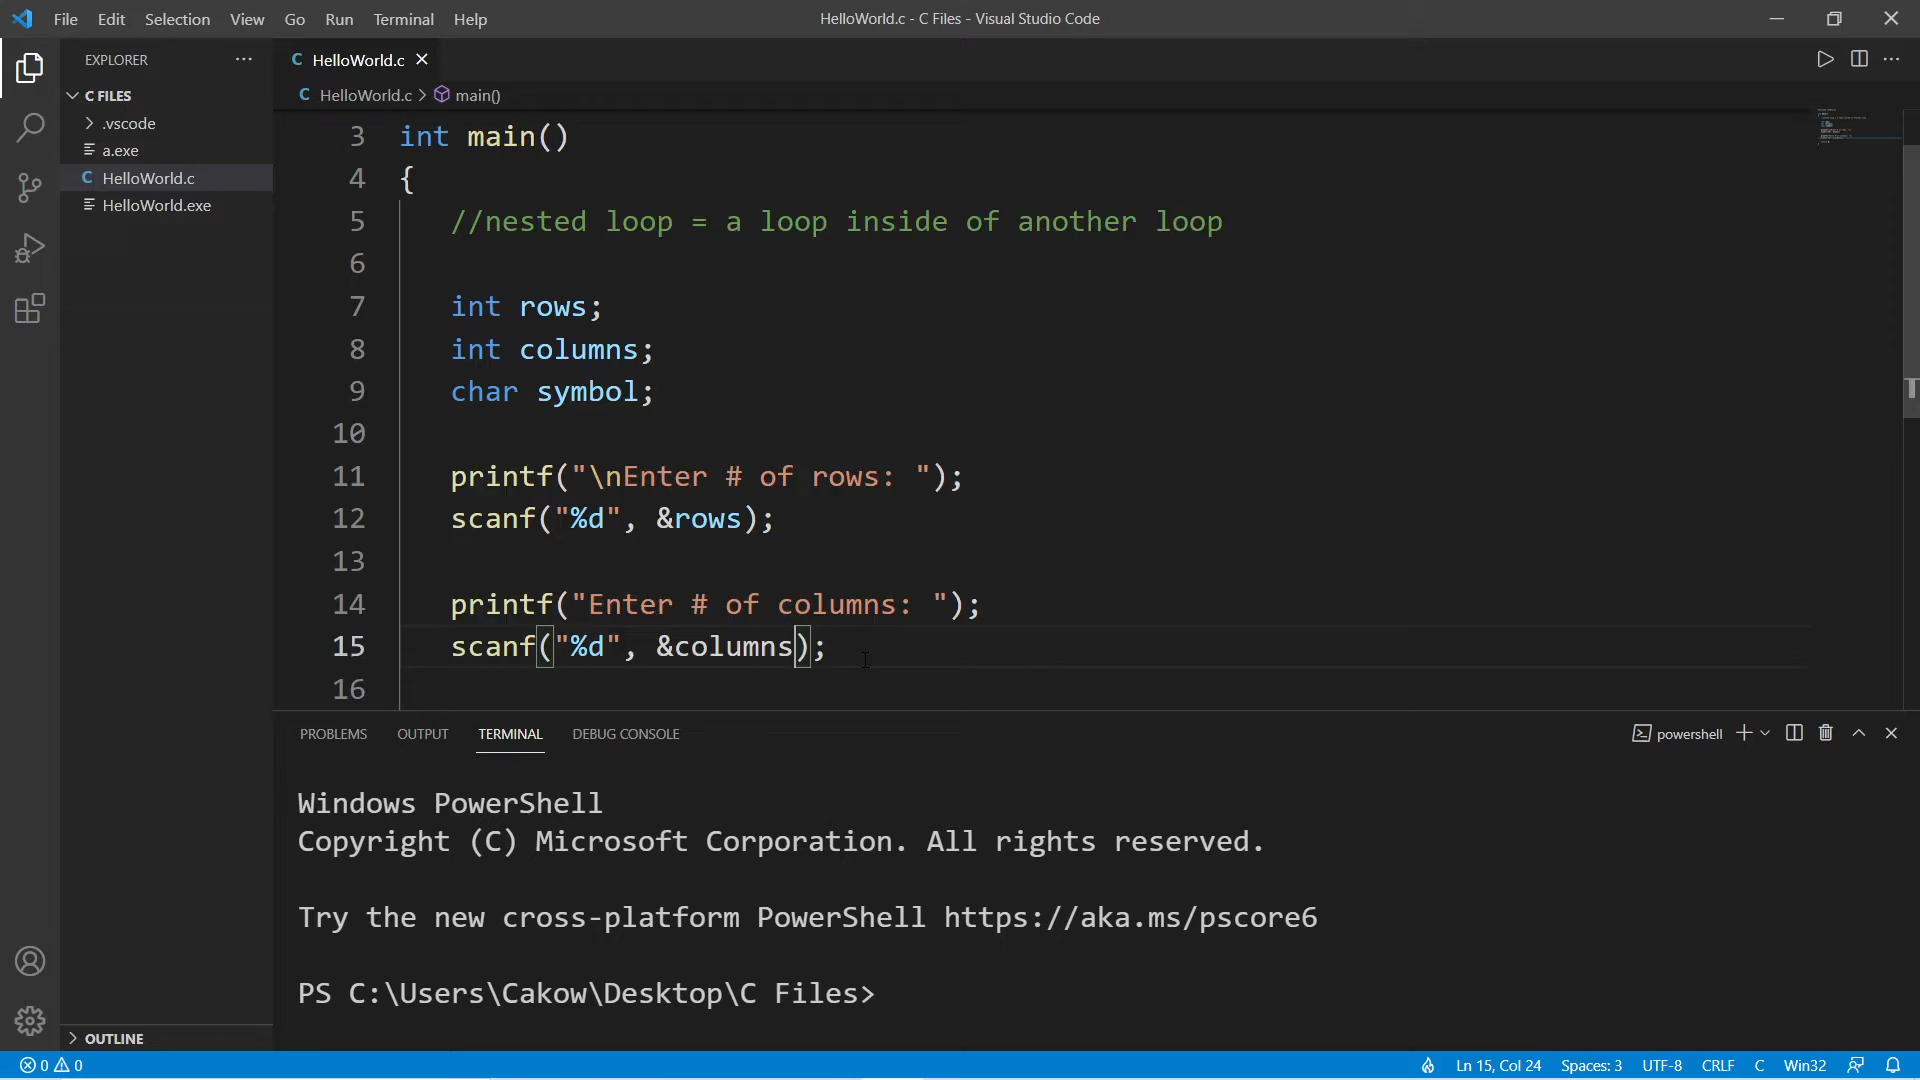 File Edit Selection View Go Run Terminal Help
HelloWorld.c - C Files - Visual Studio Code
EXPLORER
C FILES
.vscode
a.exe
C HelloWorld.c
HelloWorld.exe
OUTLINE
C HelloWorld.c
C HelloWorld.c > main()
3 int main()
4 {
5 //nested loop = a loop inside of another loop
6
7 int rows;
8 int columns;
9 char symbol;
10
11 printf("\nEnter # of rows: ");
12 scanf("%d", &rows);
13
14 printf("Enter # of columns: ");
15 scanf("%d", &columns);
16
PROBLEMS OUTPUT TERMINAL DEBUG CONSOLE
powershell
Windows PowerShell
Copyright (C) Microsoft Corporation. All rights reserved.
Try the new cross-platform PowerShell https://aka.ms/pscore6
PS C:\Users\Cakow\Desktop\C Files>
0 0
Ln 15, Col 24 Spaces: 3 UTF-8 CRLF C Win32